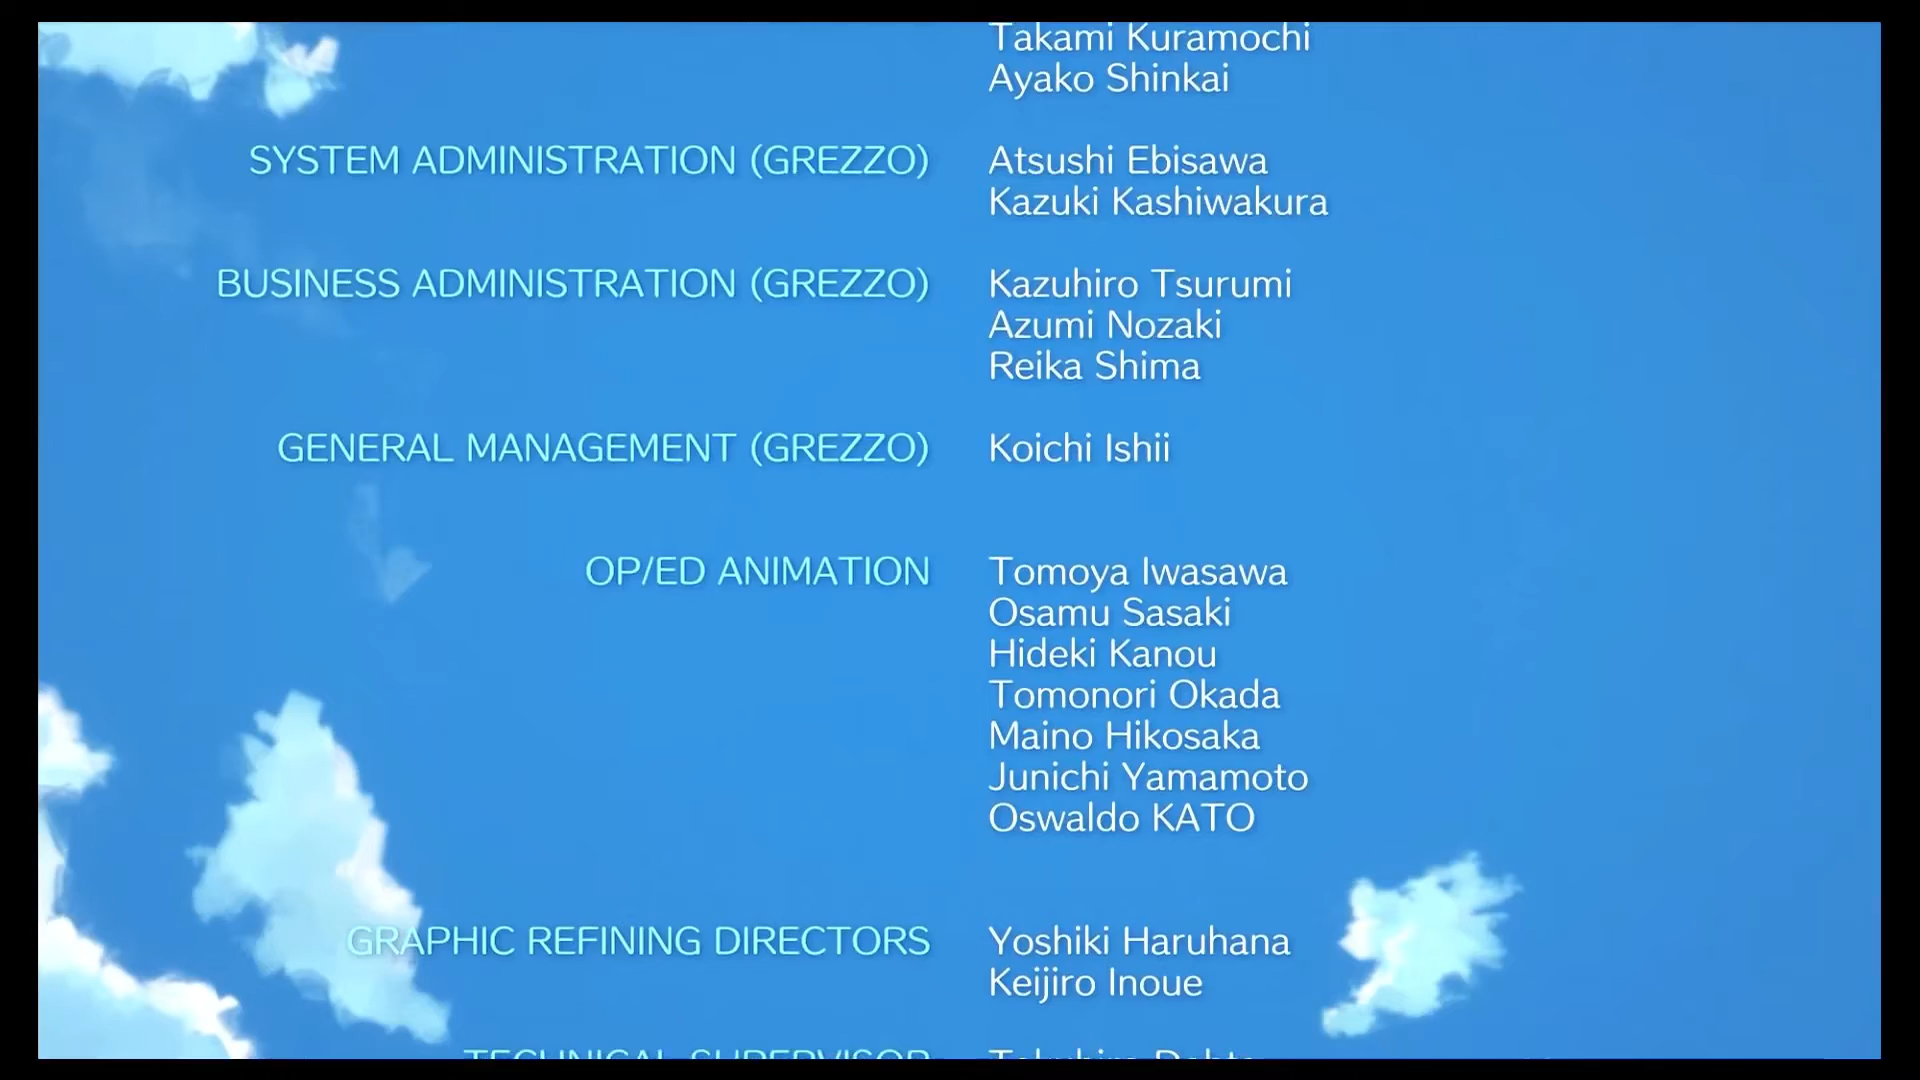 Takami Kuramochi
Ayako Shinkai
SYSTEM ADMINISTRATION (GREZZO) Atsushi Ebisawa
Kazuki Kashiwakura
BUSINESS ADMINISTRATION (GREZZO) Kazuhiro Tsurumi
Azumi Nozaki
Reika Shima
GENERAL MANAGEMENT (GREZZO) Koichi Ishii
OP/ED ANIMATION Tomoya Iwasawa
Osamu Sasaki
Hideki Kanou
Tomonori Okada
Maino Hikosaka
Junichi Yamamoto
Oswaldo KATO
GRAPHIC REFINING DIRECTORS Yoshiki Haruhana
Keijiro Inoue
TECHNICAL SUPERVISOR